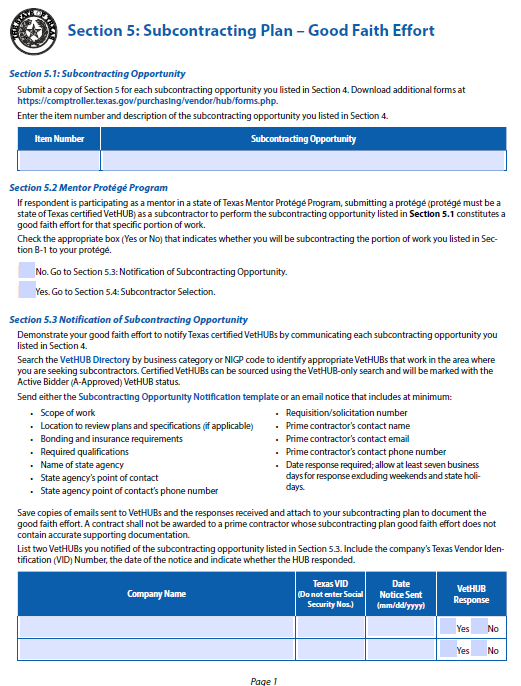 Section 5: Subcontracting Plan – Good Faith Effort
Section 5.1: Subcontracting Opportunity
Submit a copy of Section 5 for each subcontracting opportunity you listed in Section 4. Download additional forms at
https://comptroller.texas.gov/purchasing/vendor/hub/forms.php.
Enter the item number and description of the subcontracting opportunity you listed in Section 4.
Item Number Subcontracting Opportunity
Section 5.2 Mentor Protégé Program
If respondent is participating as a mentor in a state of Texas Mentor Protégé Program, submitting a protégé (protégé must be a
state of Texas certified VetHUB) as a subcontractor to perform the subcontracting opportunity listed in Section 5.1 constitutes a
good faith effort for that specific portion of work.
Check the appropriate box (Yes or No) that indicates whether you will be subcontracting the portion of work you listed in Sec-
tion B-1 to your protégé.
No. Go to Section 5.3: Notification of Subcontracting Opportunity.
Yes. Go to Section 5.4: Subcontractor Selection.
Section 5.3 Notification of Subcontracting Opportunity
Demonstrate your good faith effort to notify Texas certified VetHUBs by communicating each subcontracting opportunity you
listed in Section 4.
Search the VetHUB Directory by business category or NIGP code to identify appropriate VetHUBs that work in the area where
you are seeking subcontractors. Certified VetHUBs can be sourced using the VetHUB-only search and will be marked with the
Active Bidder (A-Approved) VetHUB status.
Send either the Subcontracting Opportunity Notification template or an email notice that includes at minimum:
• Scope of work
• Location to review plans and specifications (if applicable)
• Bonding and insurance requirements
• Required qualifications
• Name of state agency
• State agency's point of contact
• State agency point of contact's phone number
• Requisition/solicitation number
• Prime contractor's contact name
• Prime contractor's contact email
• Prime contractor's contact phone number
• Date response required; allow at least seven business
days for response excluding weekends and state holi-
days.
Save copies of emails sent to VetHUBs and the responses received and attach to your subcontracting plan to document the
good faith effort. A contract shall not be awarded to a prime contractor whose subcontracting plan good faith effort does not
contain accurate supporting documentation.
List two VetHUBs you notified of the subcontracting opportunity listed in Section 5.3. Include the company's Texas Vendor Iden-
tification (VID) Number, the date of the notice and indicate whether the HUB responded.
Company Name
Texas VID
(Do not enter Social
Security Nos.)
Date
Notice Sent
(mm/dd/yyyy)
VetHUB
Response
Yes No
Yes No
Page 1